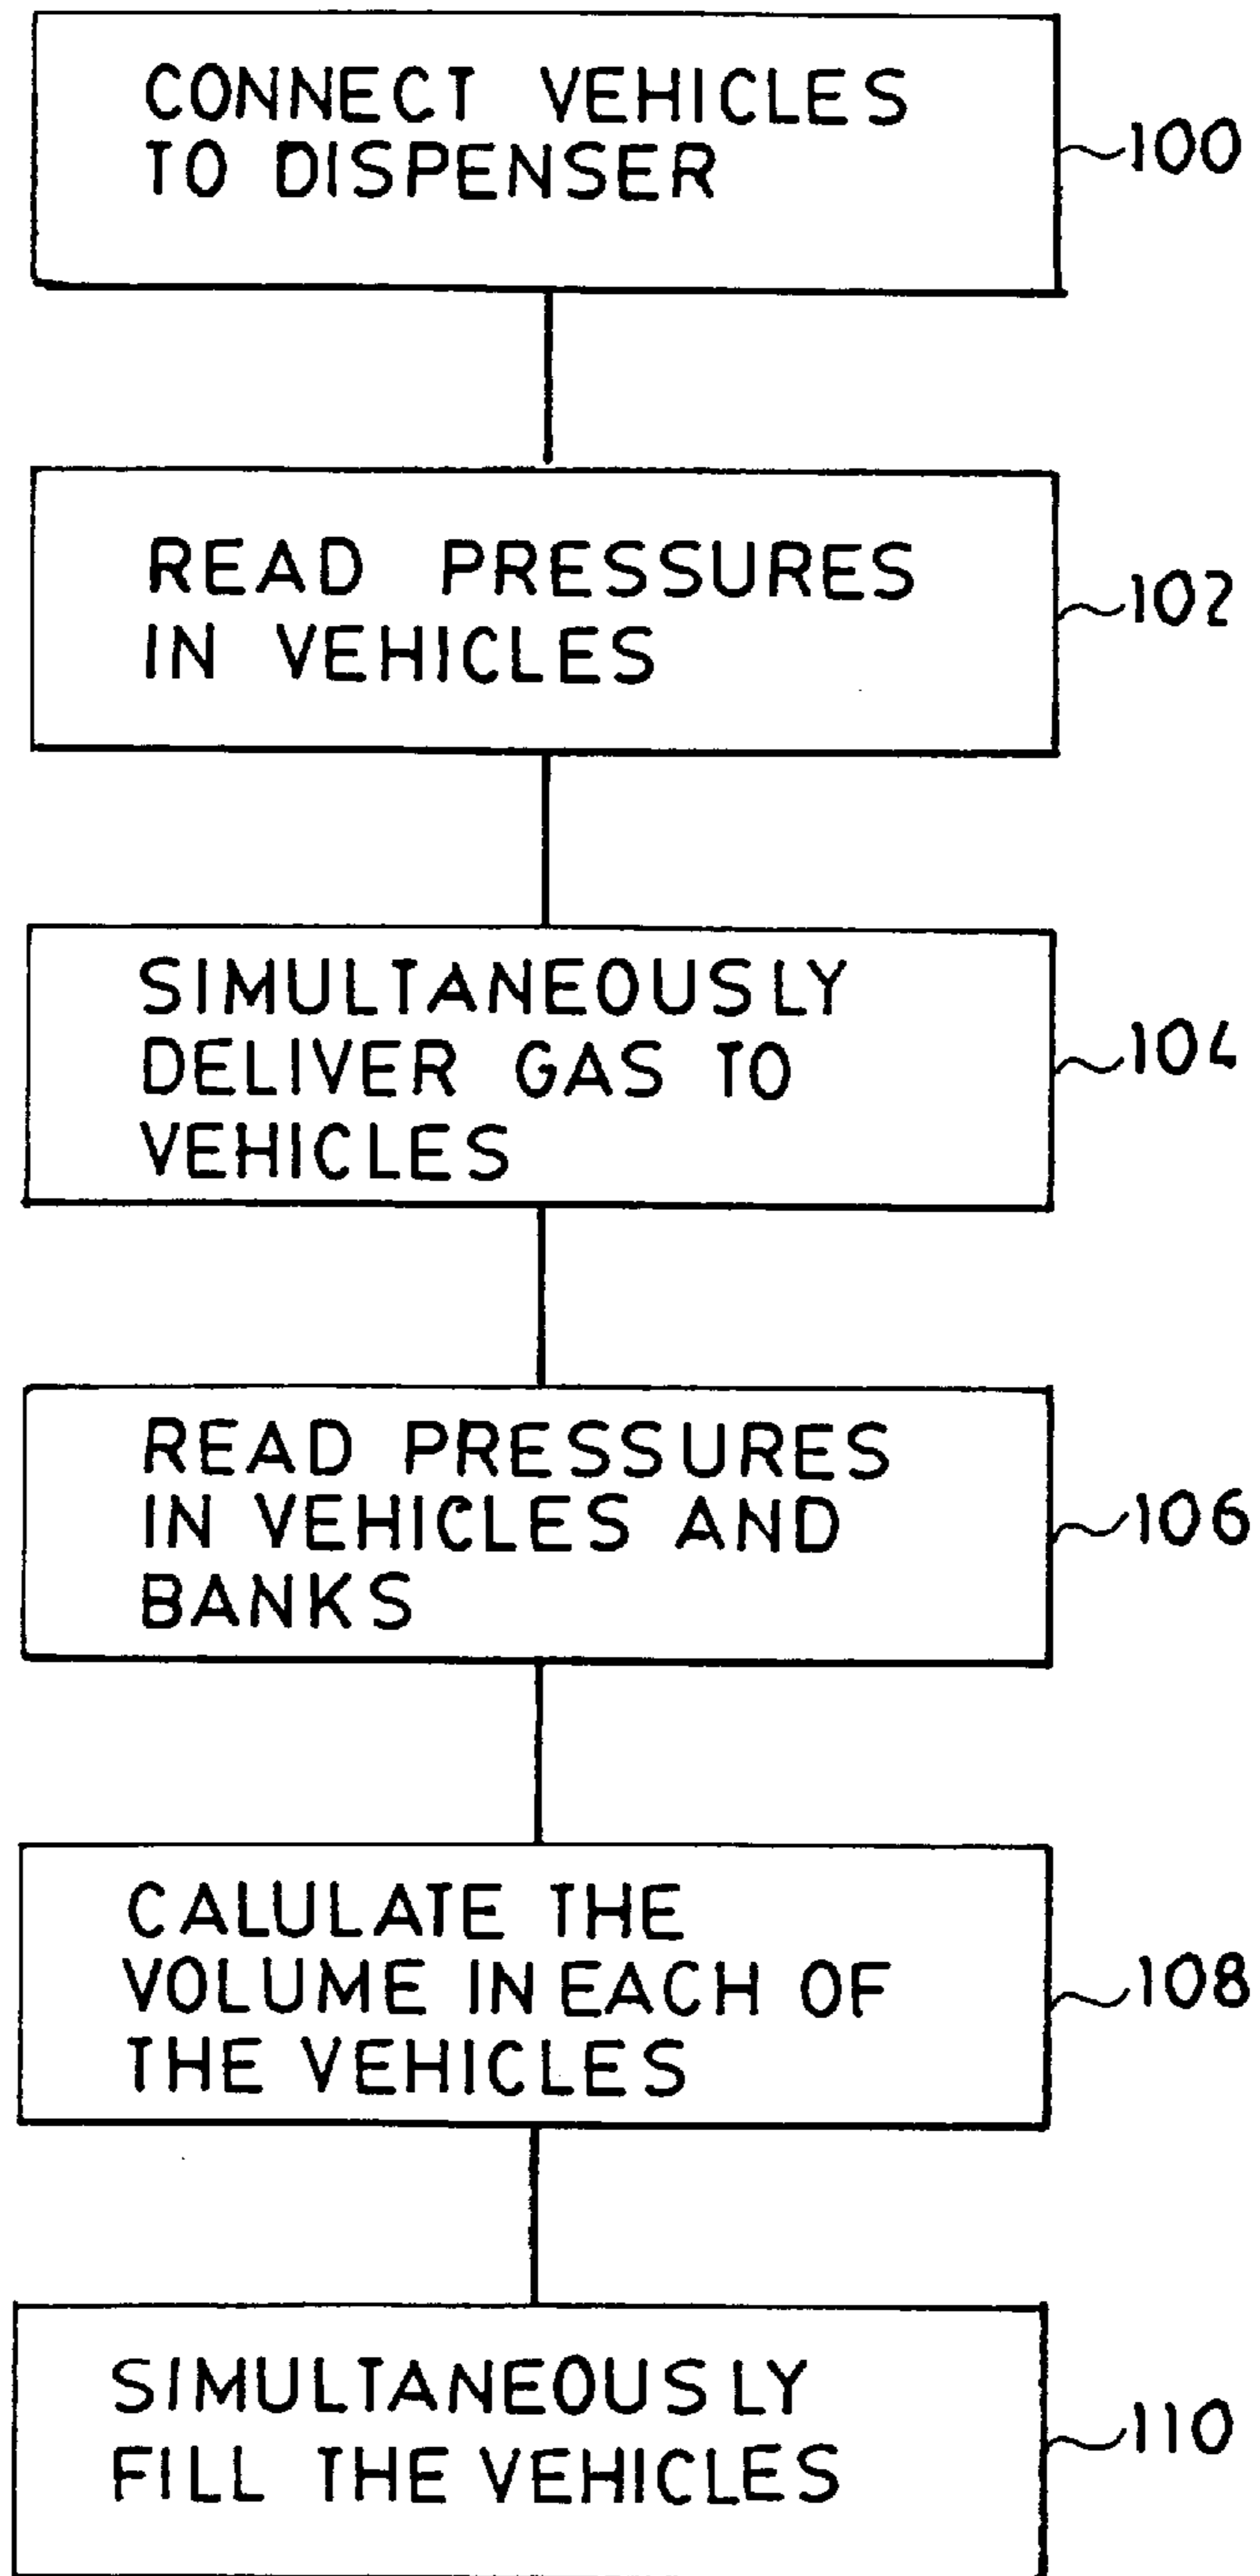 CONNECT VEHICLES
TO DISPENSER
100
READ PRESSURES
IN VEHICLES
102
SIMULTANEOUSLY
DELIVER GAS TO
VEHICLES
104
READ PRESSURES
IN VEHICLES AND
BANKS
106
CALULATE THE
VOLUME IN EACH OF
THE VEHICLES
108
SIMULTANEOUSLY
FILL THE VEHICLES
110